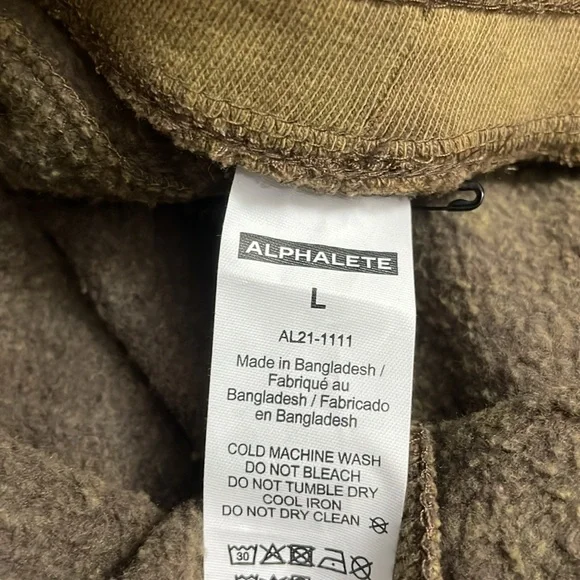 ALPHALETE
L
AL21-1111
Made in Bangladesh /
Fabriqué au
Bangladesh / Fabricado
en Bangladesh
COLD MACHINE WASH
DO NOT BLEACH
DO NOT TUMBLE DRY
COOL IRON
DO NOT DRY CLEAN
30